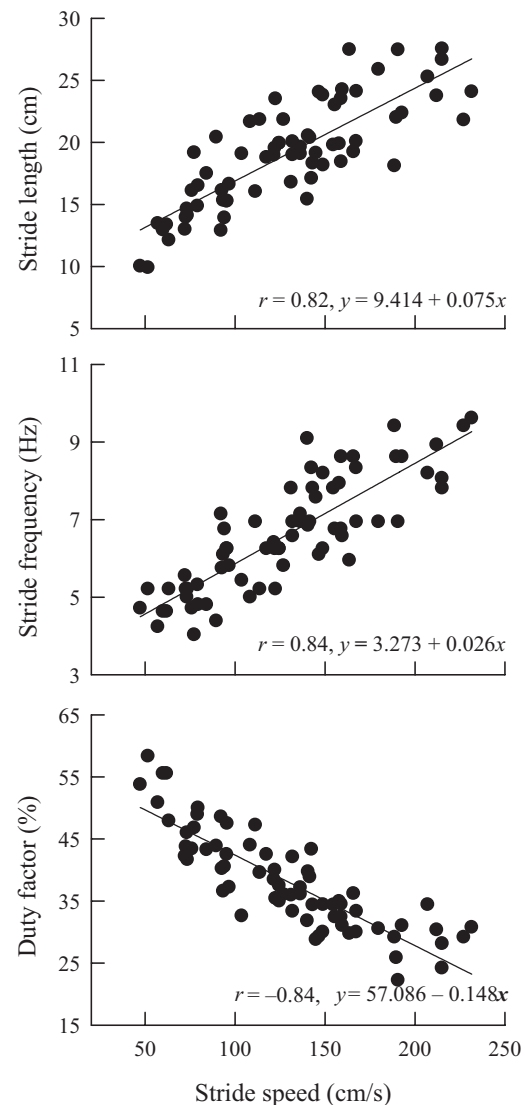 30
25
20
15
10
5
Stride length (cm)
r = 0.82, y = 9.414 + 0.075x
11
9
7
5
3
Stride frequency (Hz)
r = 0.84, y = 3.273 + 0.026x
65
55
45
35
25
15
Duty factor (%)
r = –0.84, y = 57.086 – 0.148x
50 100 150 200 250
Stride speed (cm/s)